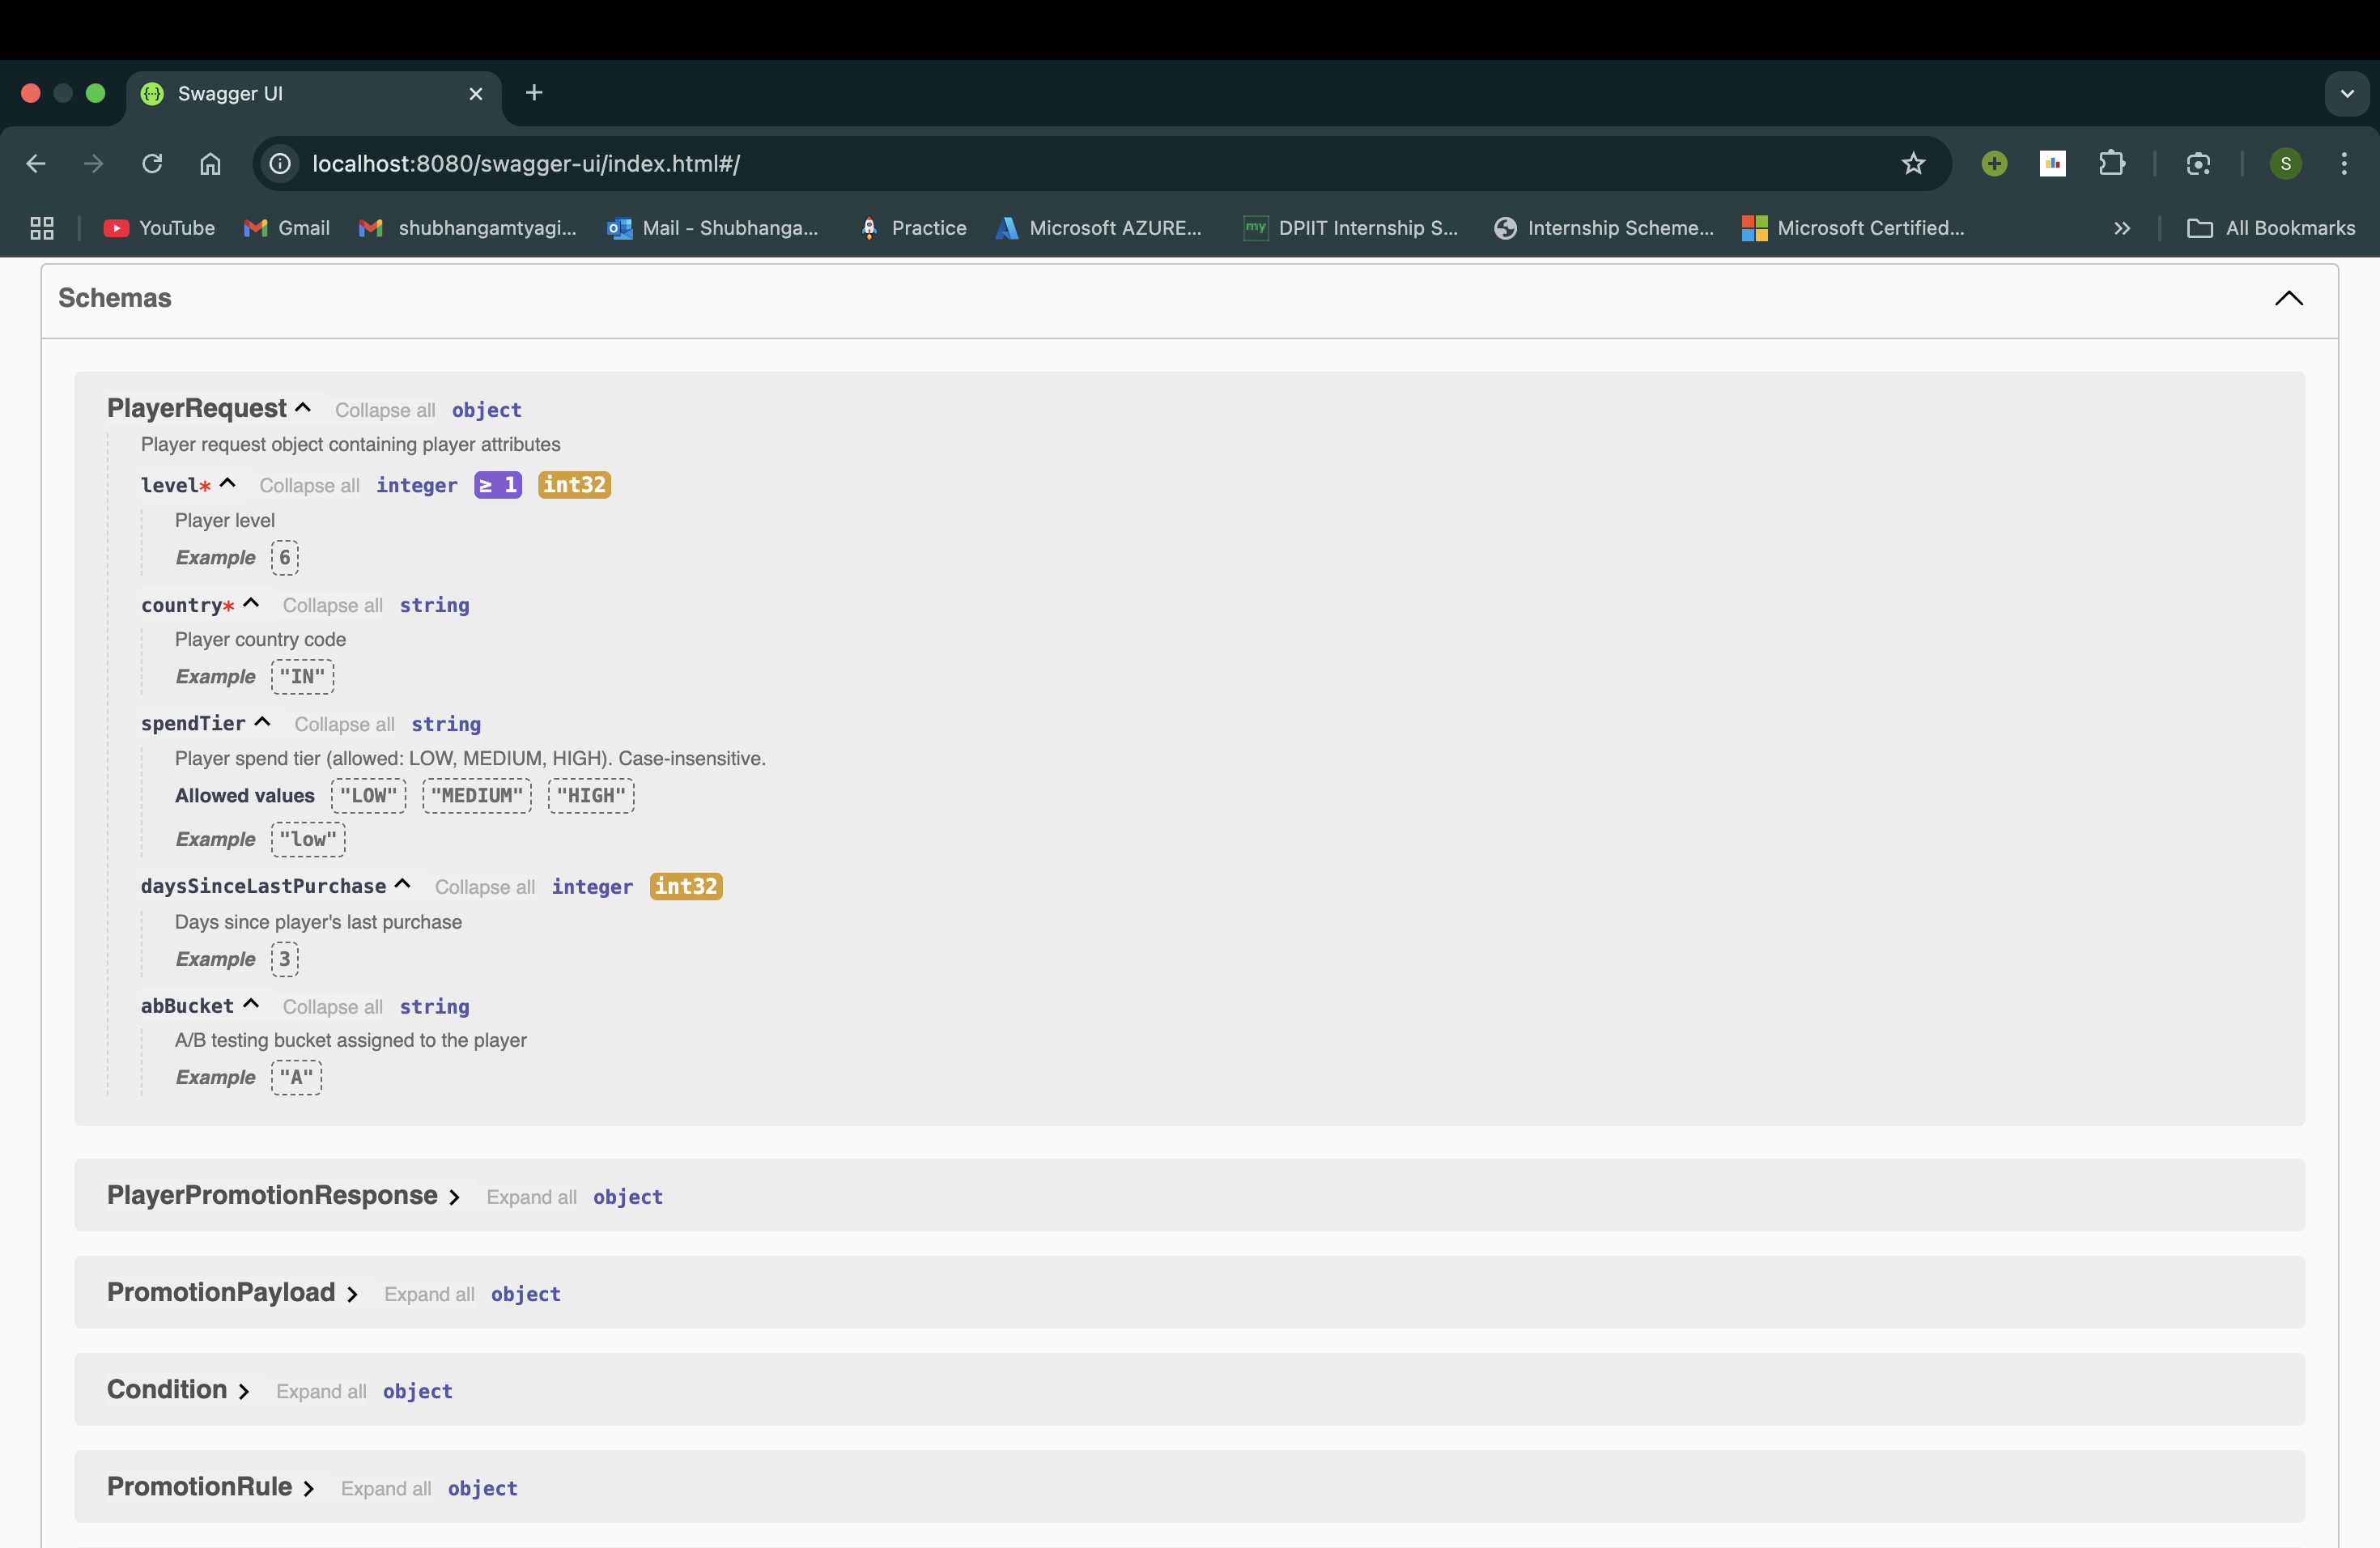 Swagger UI
localhost:8080/swagger-ui/index.html#/
S
YouTube Gmail shubhangamtyagi... Mail - Shubhanga... Practice Microsoft AZURE... my DPIIT Internship S... Internship Scheme... Microsoft Certified... All Bookmarks
Schemas
PlayerRequest Collapse all object
Player request object containing player attributes
level* Collapse all integer ≥ 1 int32
Player level
Example 6
country* Collapse all string
Player country code
Example "IN"
spendTier Collapse all string
Player spend tier (allowed: LOW, MEDIUM, HIGH). Case-insensitive.
Allowed values "LOW" "MEDIUM" "HIGH"
Example "low"
daysSinceLastPurchase Collapse all integer int32
Days since player's last purchase
Example 3
abBucket Collapse all string
A/B testing bucket assigned to the player
Example "A"
PlayerPromotionResponse Expand all object
PromotionPayload Expand all object
Condition Expand all object
PromotionRule Expand all object